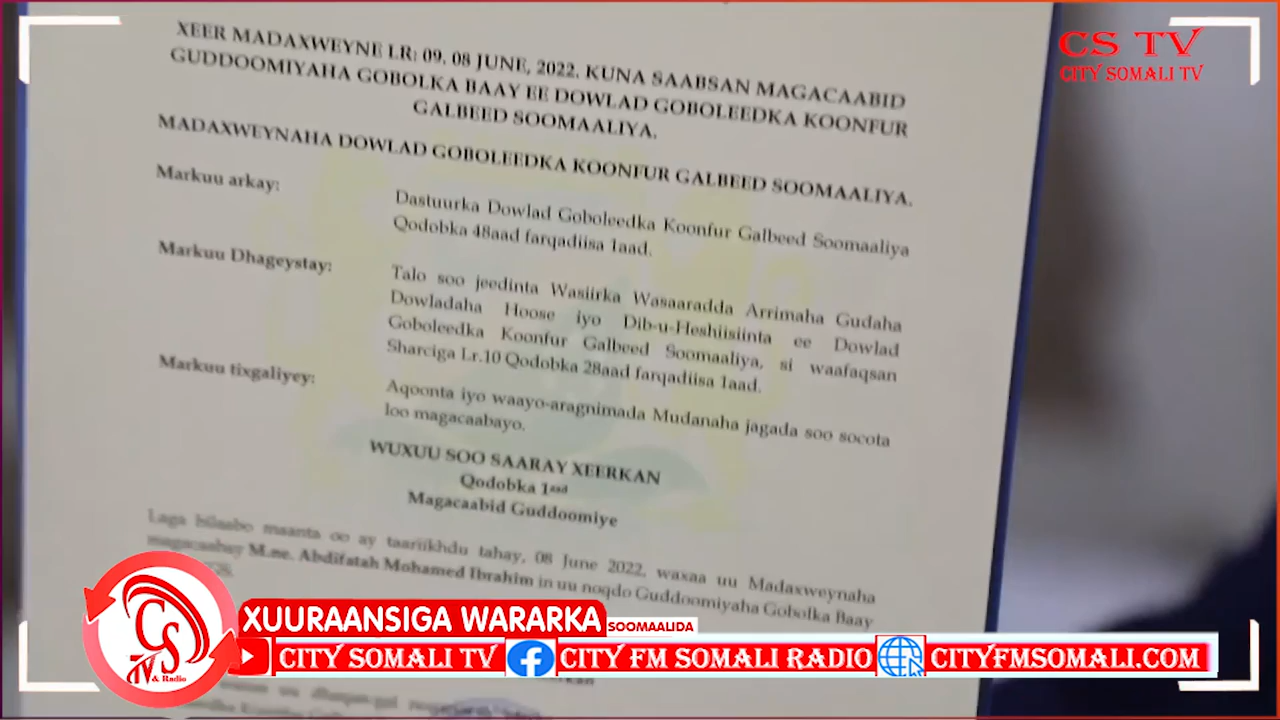 XEER MADAXWEYNE LR: 09, 08 JUNE, 2022. KUNA SAABSAN MAGACAABID
GUDDOOMIYAHA GOBOLKA BAAY EE DOWLAD GOBOLEEDKA KOONFUR
GALBEED SOOMAALIYA.
MADAXWEYNAHA DOWLAD GOBOLEEDKA KOONFUR GALBEED SOOMAALIYA.
Markuu arkay:
Dastuurka Dowlad Goboleedka Koonfur Galbeed Soomaaliya
Qodobka 48aad farqadiisa 1aad.
Markuu Dhageystay:
Talo soo jeedinta Wasiirka Wasaaradda Arrimaha Gudaha
Dowladaha Hoose iyo Dib-u-Heshiisiinta ee Dowlad
Goboleedka Koonfur Galbeed Soomaaliya, si waafaqsan
Sharciga Lr.10 Qodobka 28aad farqadiisa 1aad.
Markuu tixgaliyey:
Aqoonta iyo waayo-aragnimada Mudanaha jagada soo socota
loo magacaabayo.
WUXUU SOO SAARAY XEERKAN
Qodobka 1aad
Magacaabid Guddoomiye
Laga bilaabo maanta oo ay taariikhdu tahay, 08 June 2022, waxaa uu Madaxweynaha
magacaabay M.ne. Abdifatah Mohamed Ibrahim in uu noqdo Guddoomiyaha Gobolka Baay
CS TV
CITY SOMALI TV
CS
TV & Radio
XUURAANSIGA WARARKA SOOMAALIDA
CITY SOMALI TV CITY FM SOMALI RADIO CITYFMSOMALI.COM